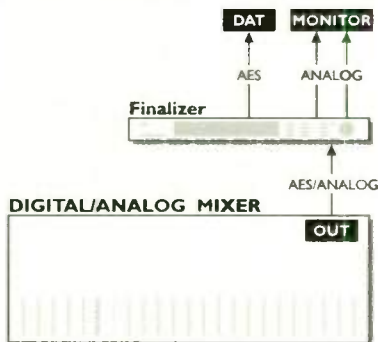 DAT MONITOR
AES ANALOG
Finalizer
AES/ANALOG
DIGITAL/ANALOG MIXER
OUT